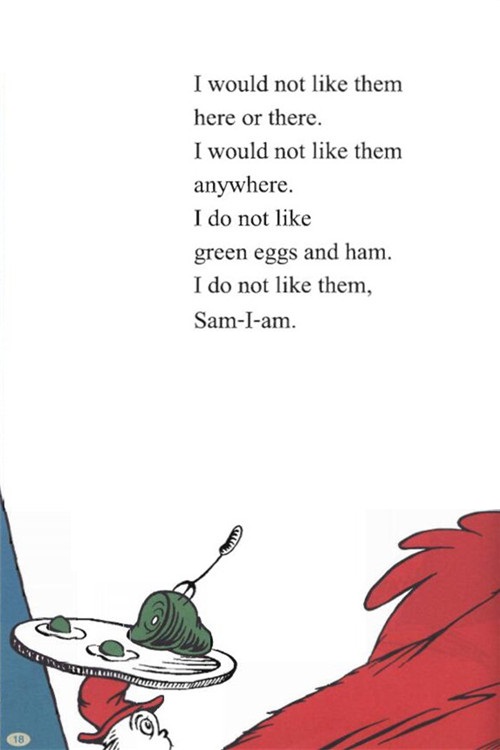 I would not like them
here or there.
I would not like them
anywhere.
I do not like
green eggs and ham.
I do not like them,
Sam-I-am.
18